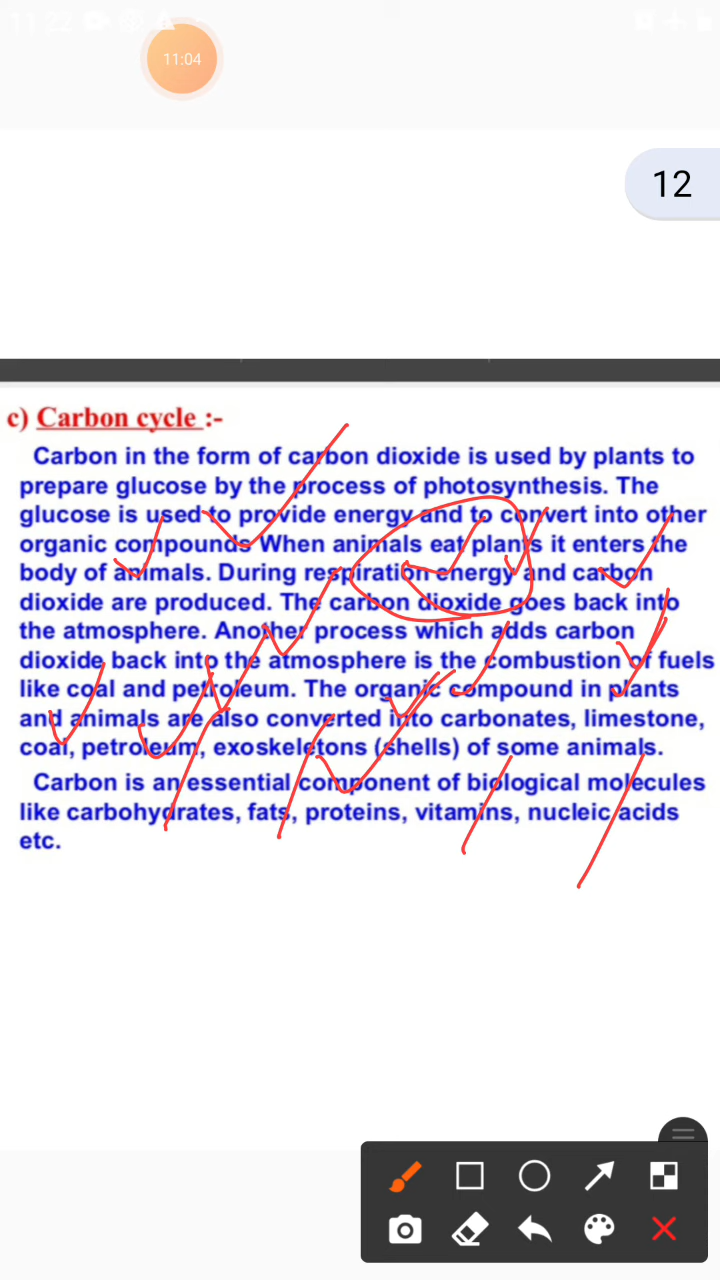 11:22
11:04
12
c) Carbon cycle :-
Carbon in the form of carbon dioxide is used by plants to
prepare glucose by the process of photosynthesis. The
glucose is used to provide energy and to convert into other
organic compounds When animals eat plants it enters the
body of animals. During respiration energy and carbon
dioxide are produced. The carbon dioxide goes back into
the atmosphere. Another process which adds carbon
dioxide back into the atmosphere is the combustion of fuels
like coal and petroleum. The organic compound in plants
and animals are also converted into carbonates, limestone,
coal, petroleum, exoskeletons (shells) of some animals.
Carbon is an essential component of biological molecules
like carbohydrates, fats, proteins, vitamins, nucleic acids
etc.